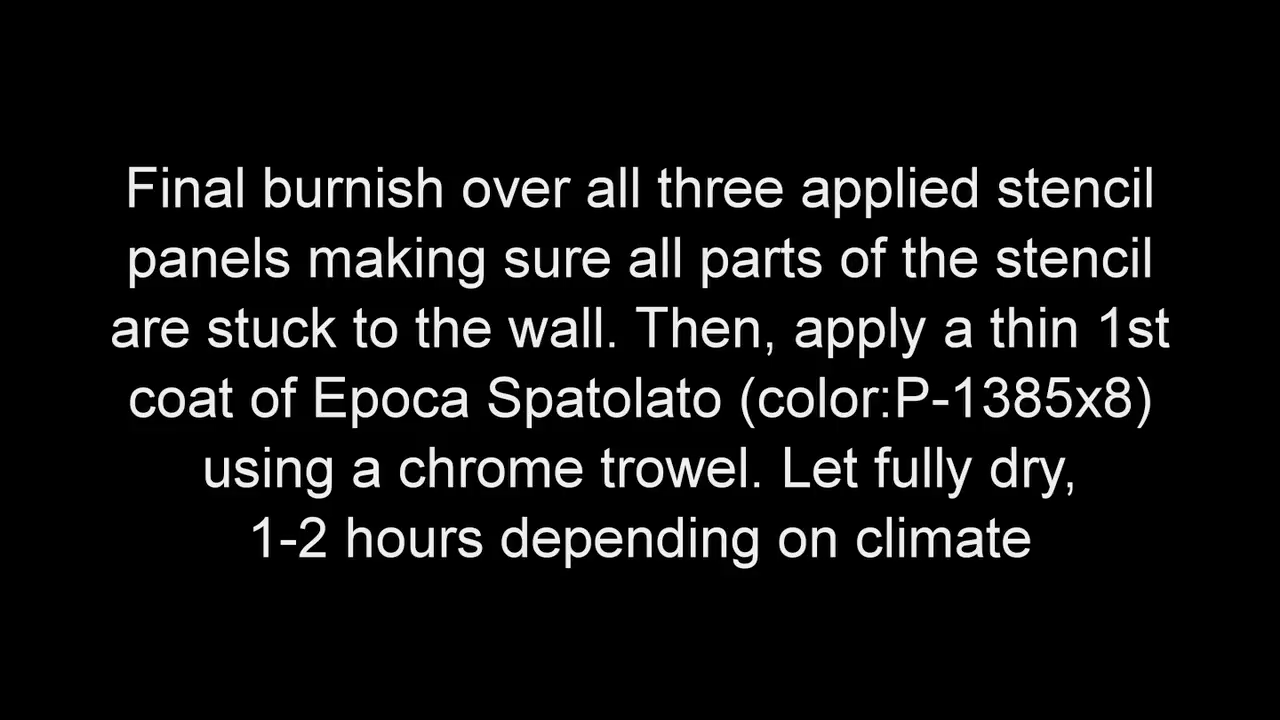 Final burnish over all three applied stencil
panels making sure all parts of the stencil
are stuck to the wall. Then, apply a thin 1st
coat of Epoca Spatolato (color:P-1385x8)
using a chrome trowel. Let fully dry,
1-2 hours depending on climate